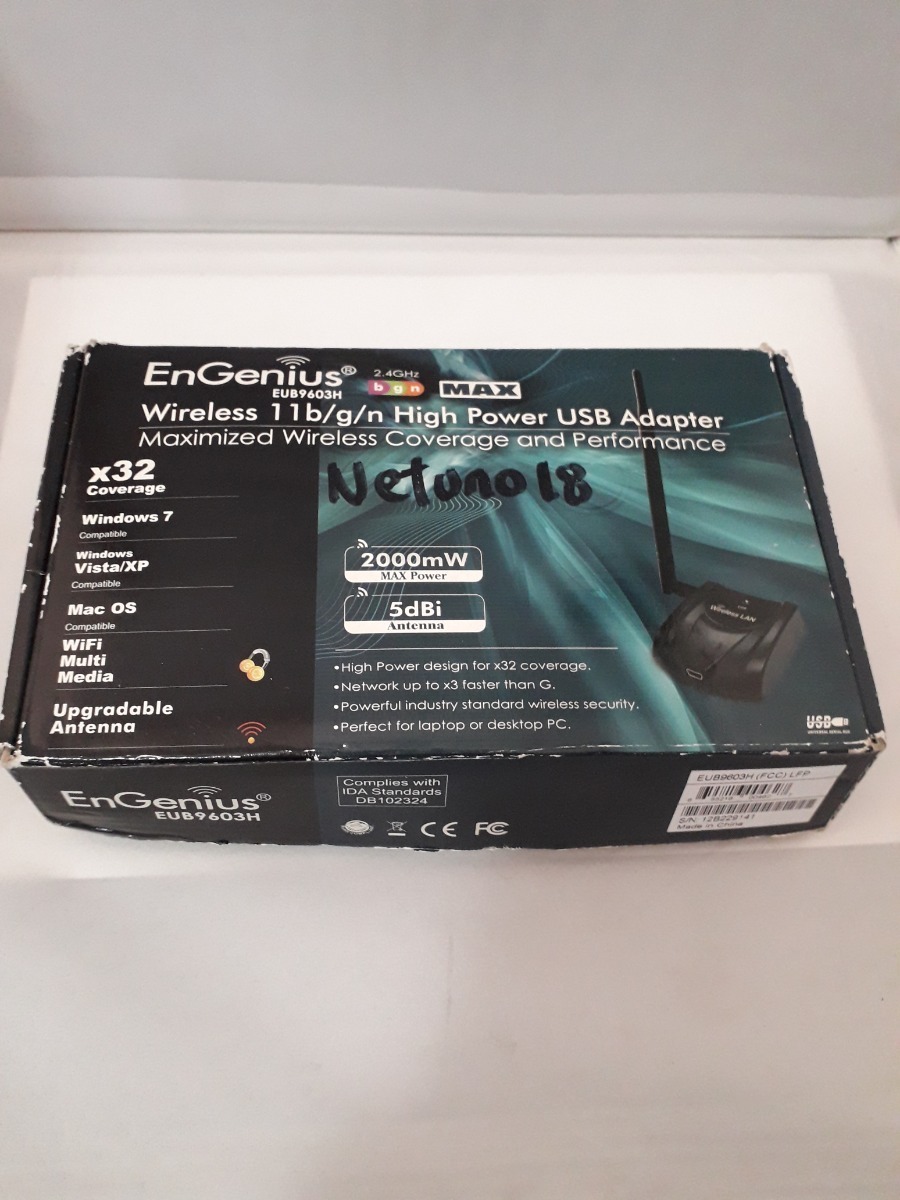 EnGenius®
EUB9603H
2.4GHz
b g n
MAX
Wireless 11b/g/n High Power USB Adapter
Maximized Wireless Coverage and Performance
x32
Coverage
Windows 7
Compatible
Windows
Vista/XP
Compatible
Mac OS
Compatible
WiFi
Multi
Media
Upgradable
Antenna
Netuno18
2000mW
MAX Power
5dBi
Antenna
•High Power design for x32 coverage.
•Network up to x3 faster than G.
•Powerful industry standard wireless security.
•Perfect for laptop or desktop PC.
Wireless LAN
USB
UNIVERSAL SERIAL BUS
EnGenius®
EUB9603H
Complies with
IDA Standards
DB102324
CE FC
EUB9603H (FCC) LFP
S/N: 12B229141
Made in China